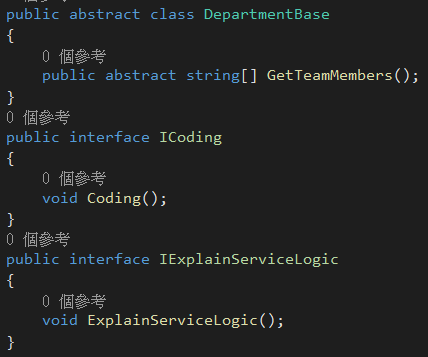 public abstract class DepartmentBase
{
0 個參考
public abstract string[] GetTeamMembers();
}
0 個參考
public interface ICoding
{
0 個參考
void Coding();
}
0 個參考
public interface IExplainServiceLogic
{
0 個參考
void ExplainServiceLogic();
}